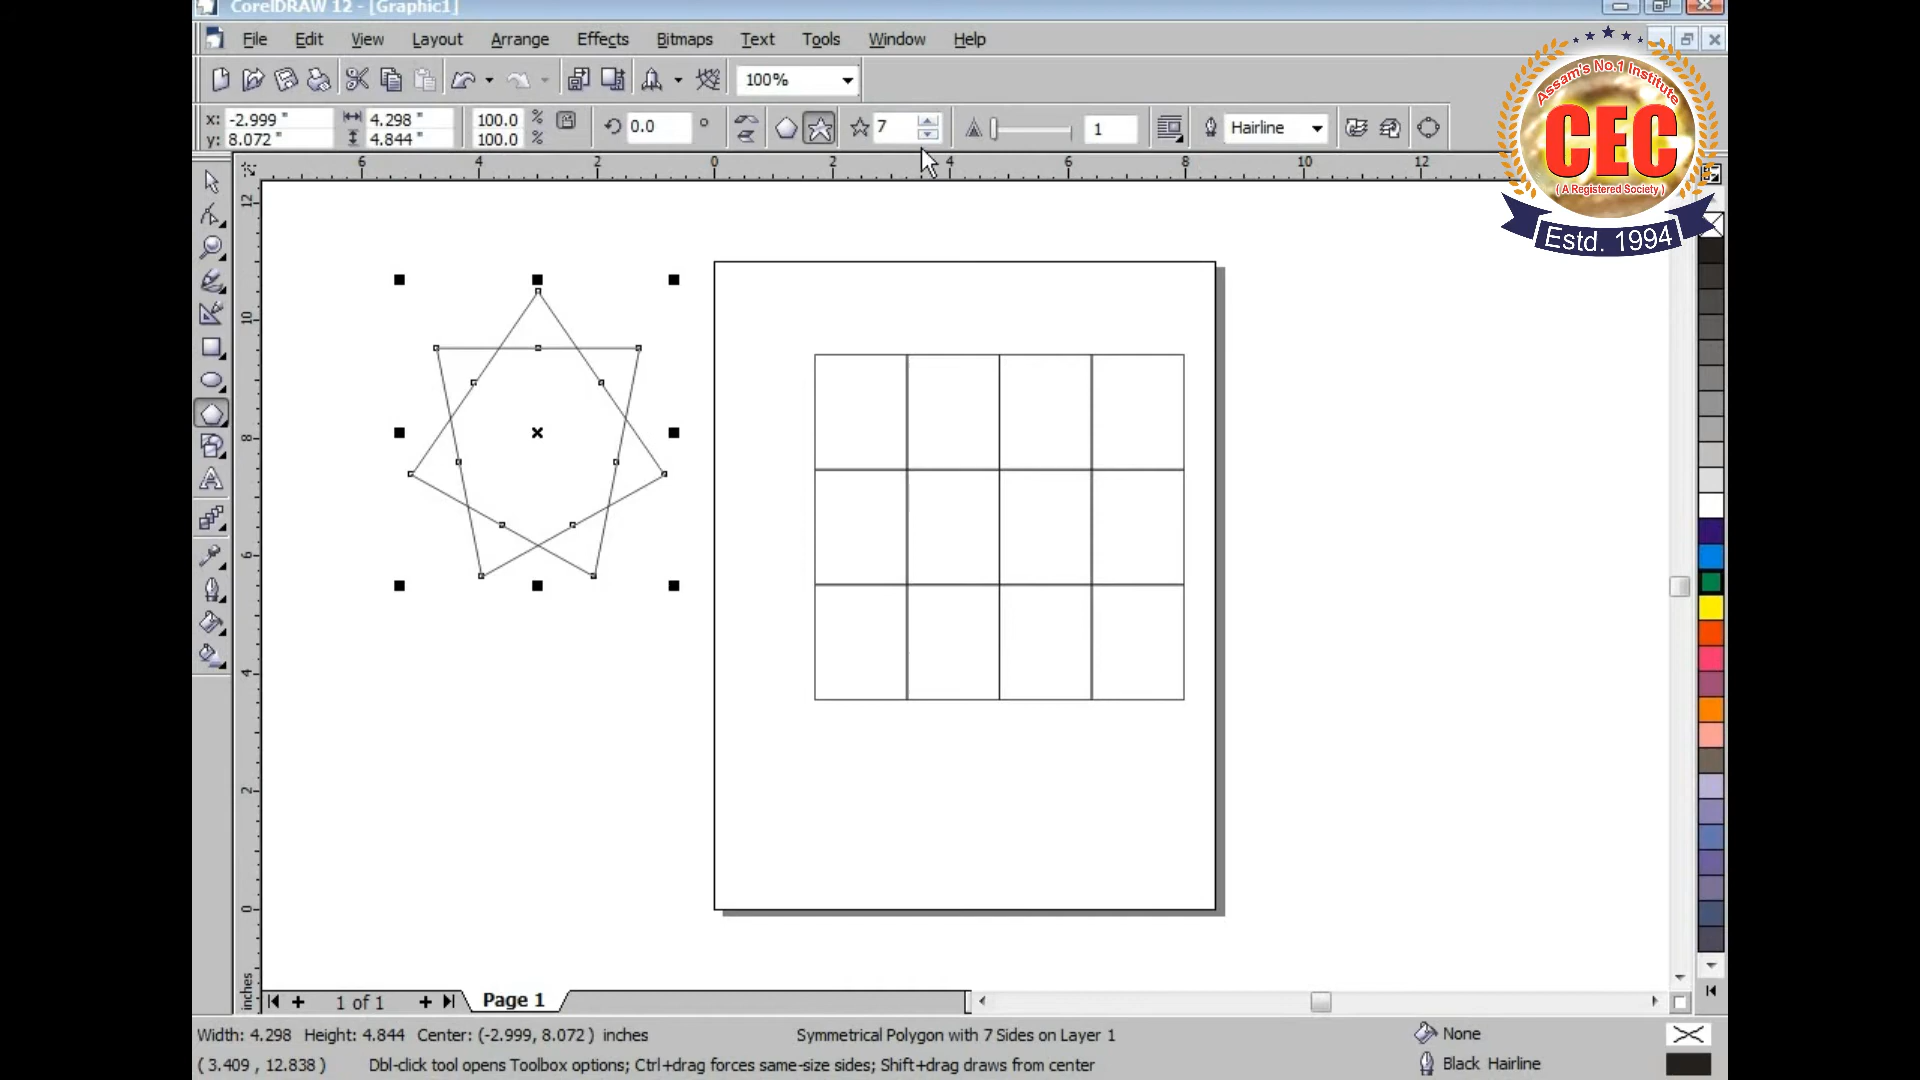 CorelDRAW 12 - [Graphic1]
File Edit View Layout Arrange Effects Bitmaps Text Tools Window Help
100%
x: -2.999 " 4.298 " 100.0 % 0.0 ° 7 1 Hairline
y: 8.072 " 4.844 " 100.0 %
6 4 2 0 2 4 6 8 10 12
12
10
8
6
4
2
0
inches
Assam's No.1 Institute
CEC
( A Registered Society )
Estd. 1994
1 of 1 Page 1
Width: 4.298 Height: 4.844 Center: (-2.999, 8.072 ) inches Symmetrical Polygon with 7 Sides on Layer 1 None
( 3.409 , 12.838 ) Dbl-click tool opens Toolbox options; Ctrl+drag forces same-size sides; Shift+drag draws from center Black Hairline